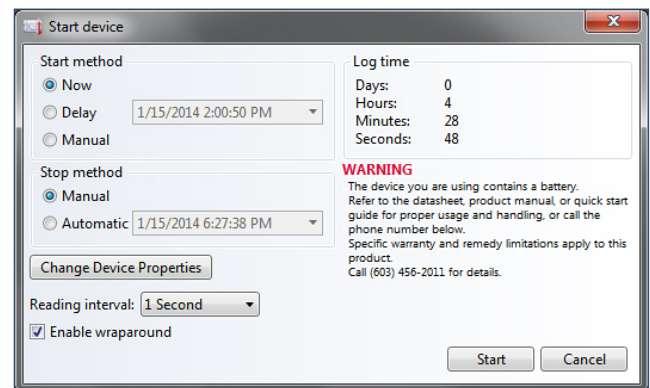 Start device
Start method
Now
Delay 1/15/2014 2:00:50 PM
Manual
Stop method
Manual
Automatic 1/15/2014 6:27:38 PM
Change Device Properties
Reading interval: 1 Second
Enable wraparound
Log time
Days: 0
Hours: 4
Minutes: 28
Seconds: 48
WARNING
The device you are using contains a battery.
Refer to the datasheet, product manual, or quick start
guide for proper usage and handling, or call the
phone number below.
Specific warranty and remedy limitations apply to this
product.
Call (603) 456-2011 for details.
Start Cancel